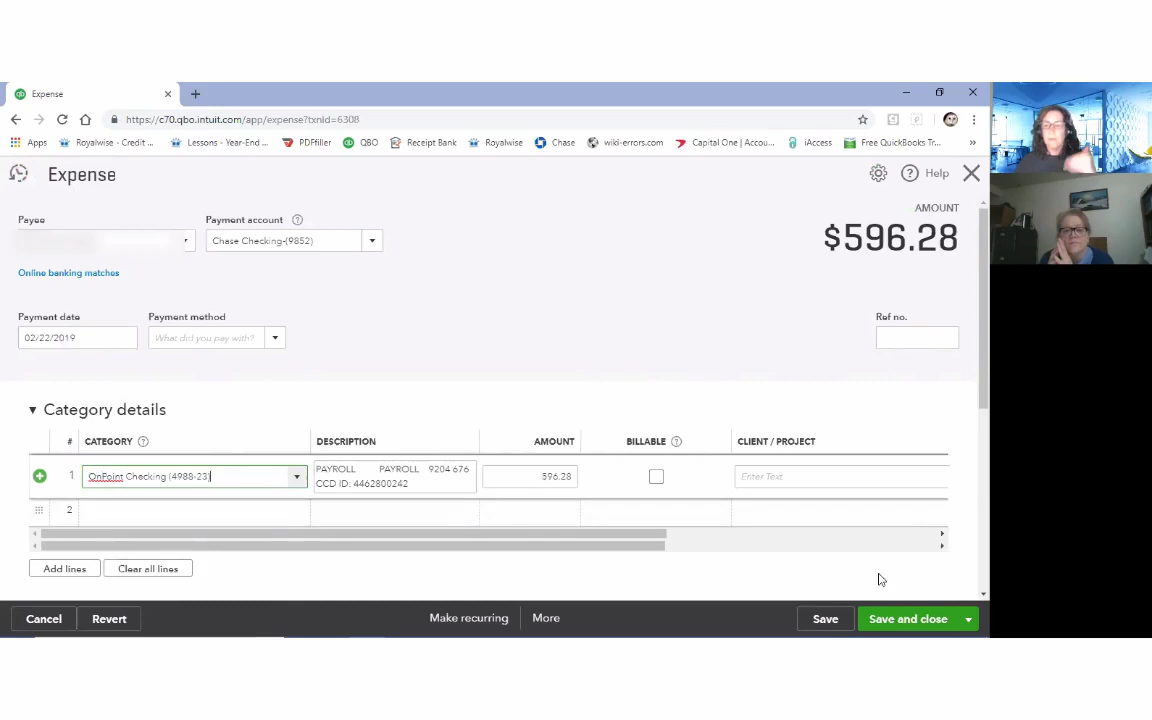 Expense
https://c70.qbo.intuit.com/app/expense?txnId=6308
Apps Royalwise - Credit ... Lessons - Year-End ... PDFfiller QBO Receipt Bank Royalwise Chase wiki-errors.com Capital One | Accou... iAccess Free QuickBooks Tr... »
Expense
Help
Payee
Payment account
AMOUNT
Chase Checking-(9852)
$596.28
Online banking matches
Payment date
Payment method
Ref no.
02/22/2019
What did you pay with?
Category details
# CATEGORY DESCRIPTION AMOUNT BILLABLE CLIENT / PROJECT
1 OnPoint Checking (4988-23) PAYROLL PAYROLL 9204 676 596.28 Enter Text
CCD ID: 4462800242
2
Add lines Clear all lines
Cancel Revert Make recurring More Save Save and close